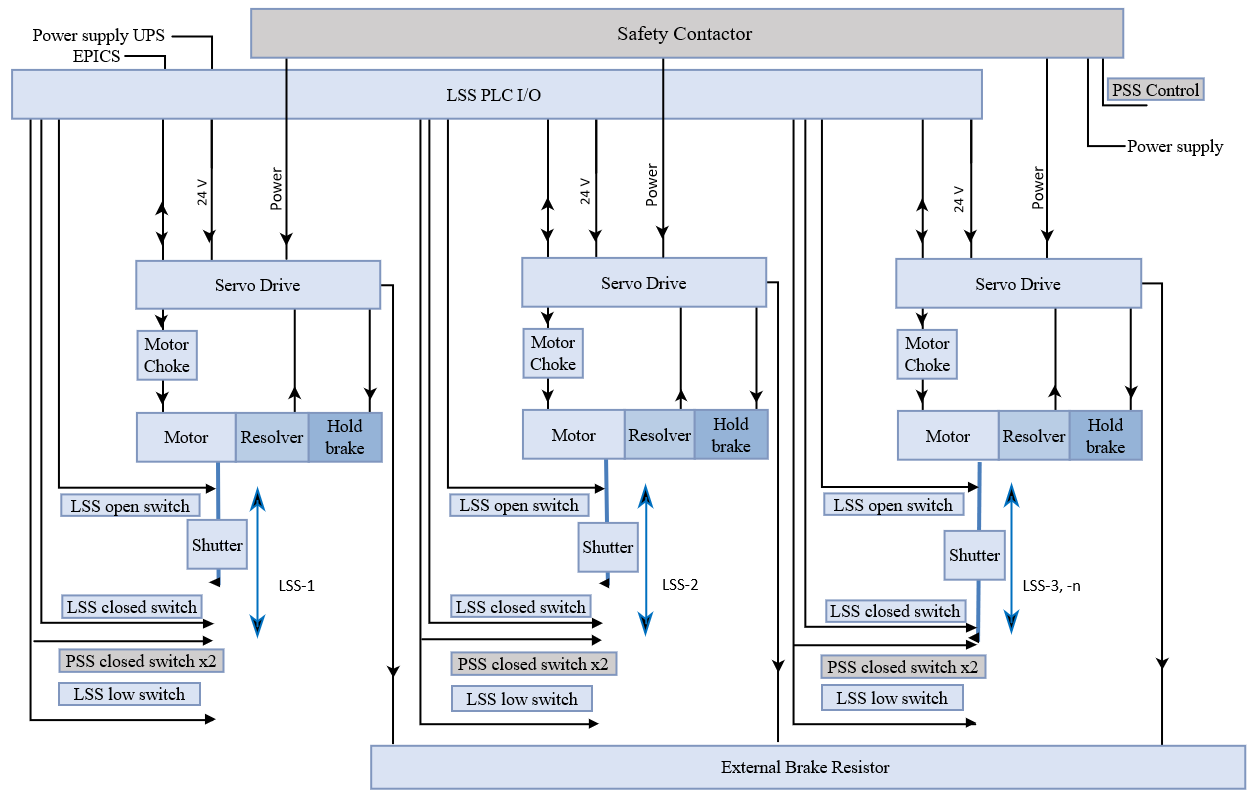 Safety Contactor
Power supply UPS
EPICS
LSS PLC I/O
PSS Control
Power supply
24 V
Power
24 V
Power
24 V
Power
Servo Drive
Servo Drive
Servo Drive
Motor
Choke
Motor
Choke
Motor
Choke
Motor
Resolver
Hold
brake
Motor
Resolver
Hold
brake
Motor
Resolver
Hold
brake
LSS open switch
LSS open switch
LSS open switch
Shutter
Shutter
Shutter
LSS-1
LSS-2
LSS-3, -n
LSS closed switch
LSS closed switch
LSS closed switch
PSS closed switch x2
PSS closed switch x2
PSS closed switch x2
LSS low switch
LSS low switch
LSS low switch
External Brake Resistor